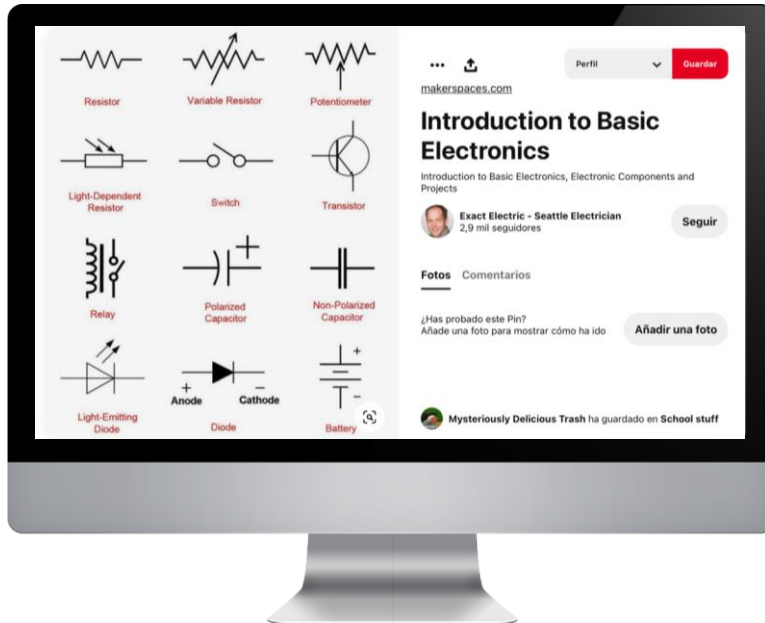 Resistor
Variable Resistor
Potentiometer
Light-Dependent
Resistor
Switch
Transistor
Relay
+
Polarized
Capacitor
Non-Polarized
Capacitor
Light-Emitting
Diode
+ −
Anode Cathode
Diode
+
-
Battery
... Perfil Guardar
makerspaces.com
Introduction to Basic
Electronics
Introduction to Basic Electronics, Electronic Components and
Projects
Exact Electric - Seattle Electrician
2,9 mil seguidores
Seguir
Fotos Comentarios
¿Has probado este Pin?
Añade una foto para mostrar cómo ha ido
Añadir una foto
Mysteriously Delicious Trash ha guardado en School stuff